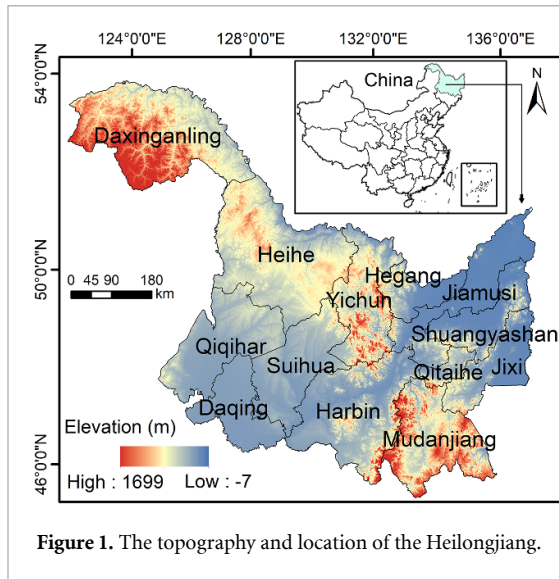 124°0'0"E 128°0'0"E 132°0'0"E 136°0'0"E
54°0'0"N
50°0'0"N
46°0'0"N
China
N
Daxinganling
Heihe
Hegang
Yichun
Jiamusi
Shuangyashan
Qiqihar
Suihua
Qitaihe
Jixi
Daqing
Harbin
Mudanjiang
0 45 90 180
km
Elevation (m)
High : 1699 Low : -7
Figure 1. The topography and location of the Heilongjiang.